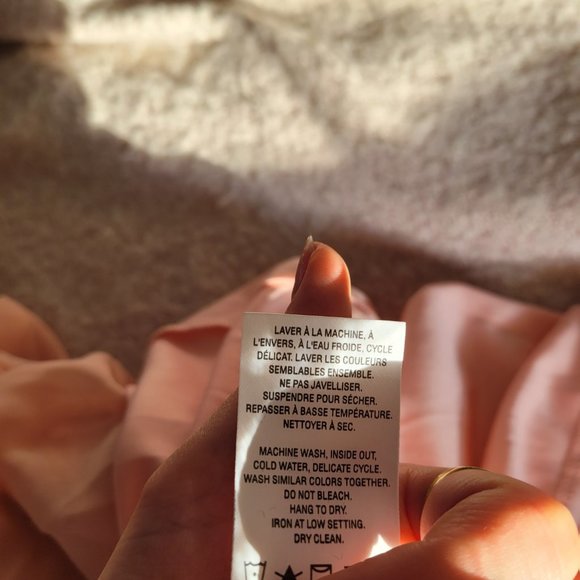 LAVER À LA MACHINE, À
L'ENVERS, À L'EAU FROIDE, CYCLE
DÉLICAT. LAVER LES COULEURS
SEMBLABLES ENSEMBLE.
NE PAS JAVELLISER.
SUSPENDRE POUR SÉCHER.
REPASSER À BASSE TEMPÉRATURE.
NETTOYER À SEC.
MACHINE WASH, INSIDE OUT,
COLD WATER, DELICATE CYCLE.
WASH SIMILAR COLORS TOGETHER.
DO NOT BLEACH.
HANG TO DRY.
IRON AT LOW SETTING.
DRY CLEAN.